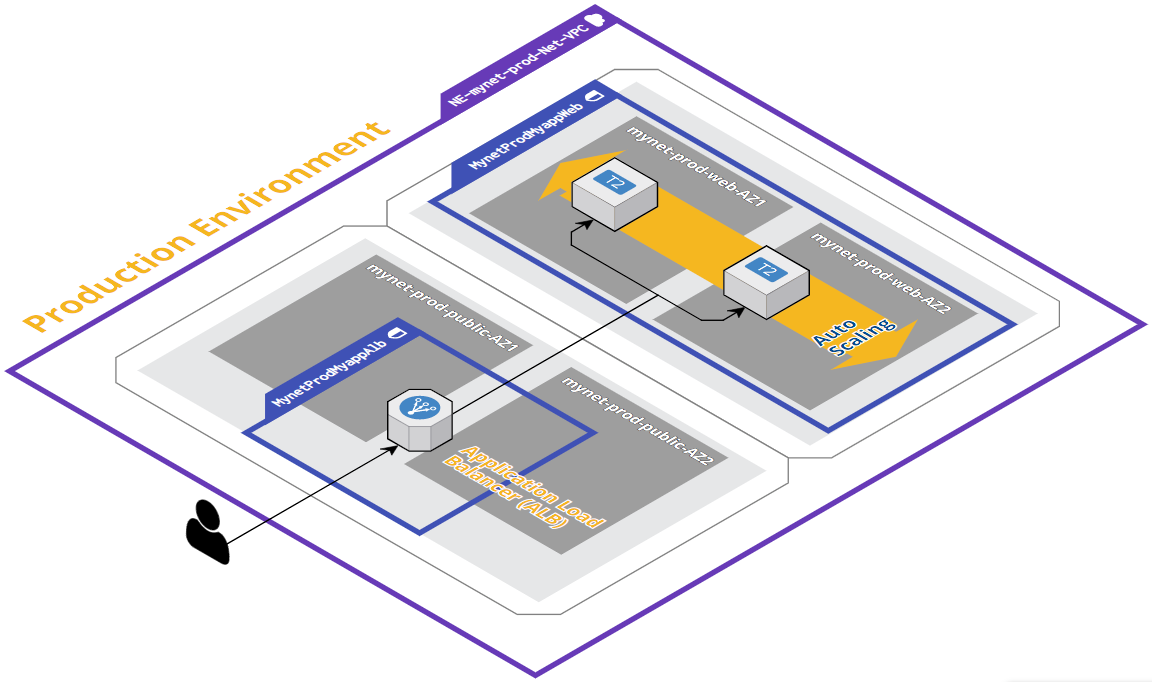 Production Environment
NE-mynet-prod-Net-VPC
MynetProdMyappWeb
mynet-prod-web-AZ1
T2
mynet-prod-web-AZ2
T2
Auto
Scaling
mynet-prod-public-AZ1
MynetProdMyappAlb
mynet-prod-public-AZ2
Application Load
Balancer (ALB)